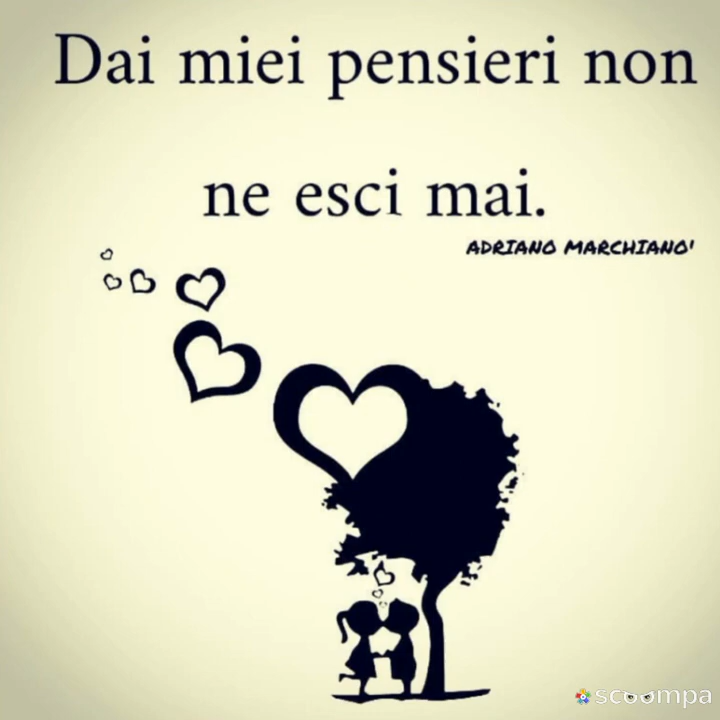 Dai miei pensieri non
ne esci mai.
ADRIANO MARCHIANO'
scoompa